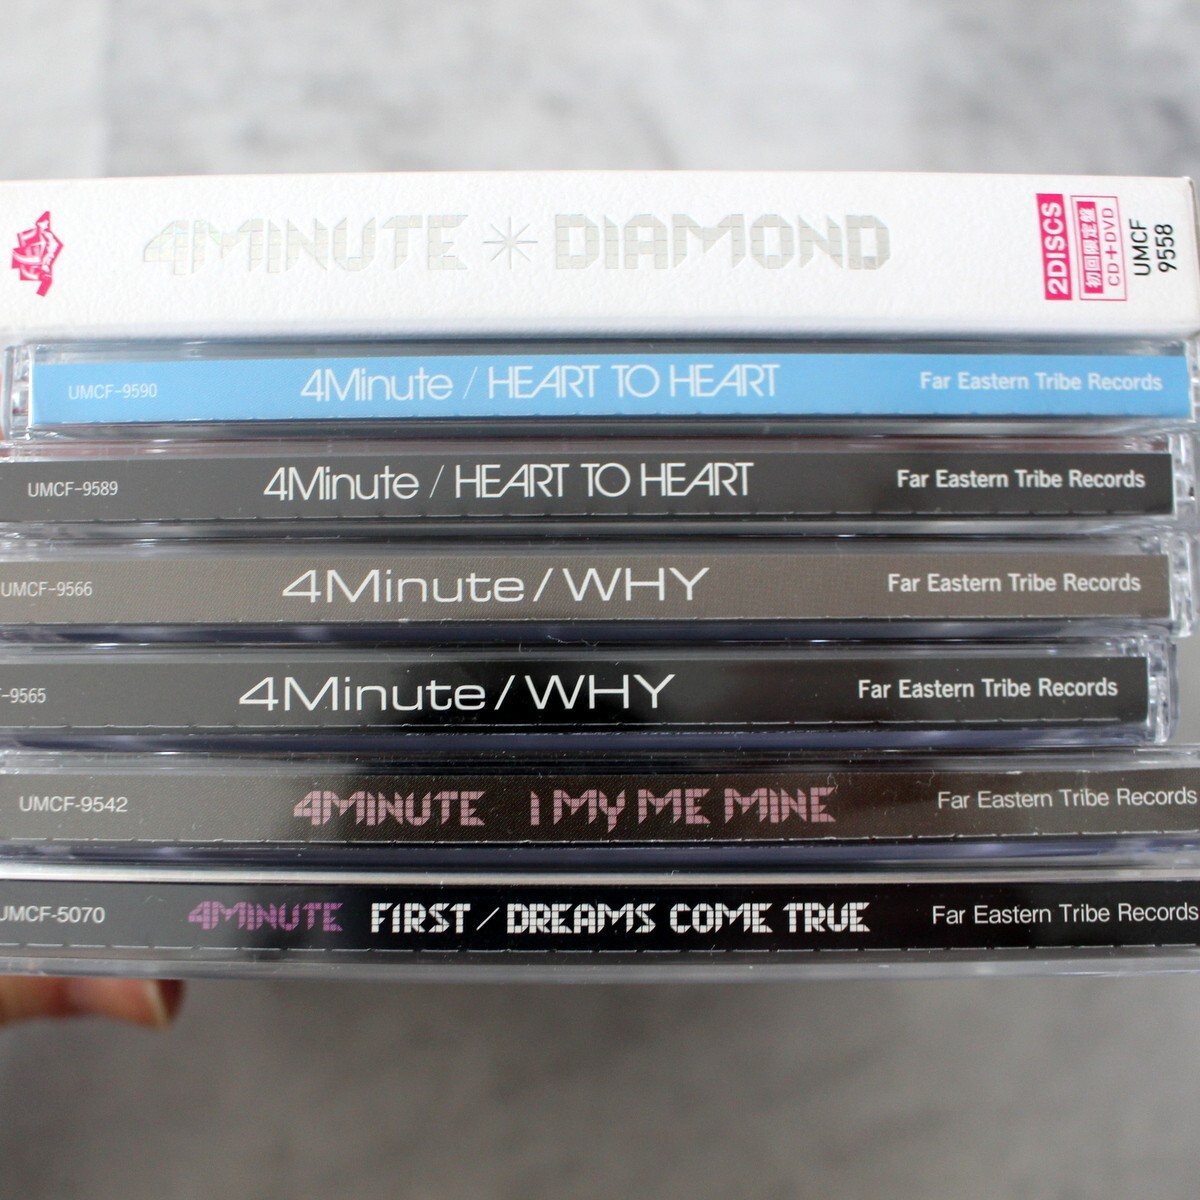 4MINUTE ✳ DIAMOND
2DISCS
初回限定盤
CD+DVD
UMCF
9558
UMCF-9590 4Minute / HEART TO HEART Far Eastern Tribe Records
UMCF-9589 4Minute / HEART TO HEART Far Eastern Tribe Records
UMCF-9566 4Minute / WHY Far Eastern Tribe Records
-9565 4Minute / WHY Far Eastern Tribe Records
UMCF-9542 4MINUTE I MY ME MINE Far Eastern Tribe Records
UMCF-5070 4MINUTE FIRST / DREAMS COME TRUE Far Eastern Tribe Records